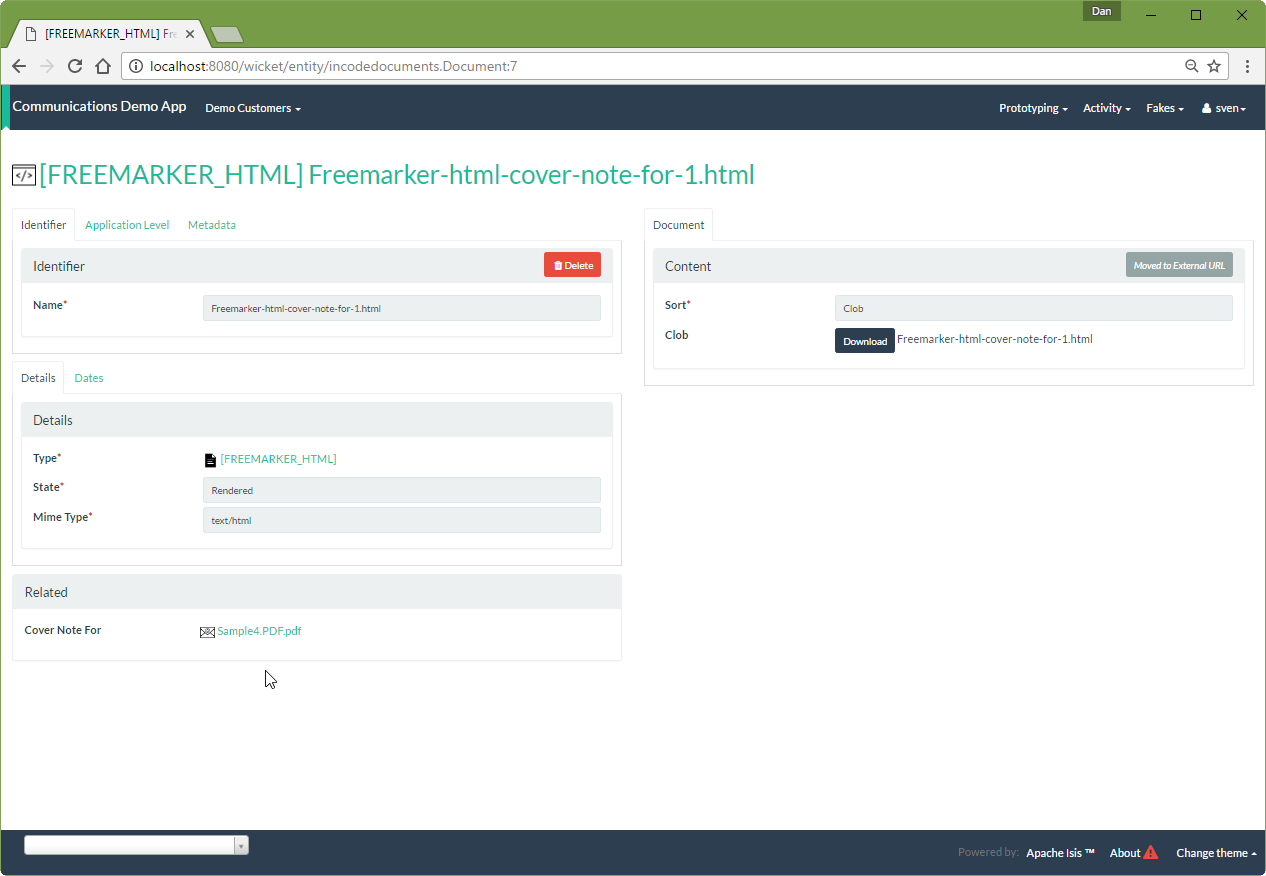 Dan
[FREEMARKER_HTML] Fre
localhost:8080/wicket/entity/incodedocuments.Document:7
Communications Demo App Demo Customers Prototyping Activity Fakes sven
[FREEMARKER_HTML] Freemarker-html-cover-note-for-1.html
Identifier Application Level Metadata
Identifier Delete
Name* Freemarker-html-cover-note-for-1.html
Details Dates
Details
Type* [FREEMARKER_HTML]
State* Rendered
Mime Type* text/html
Related
Cover Note For Sample4.PDF.pdf
Document
Content Moved to External URL
Sort* Clob
Clob Download Freemarker-html-cover-note-for-1.html
Powered by: Apache Isis ™ About Change theme